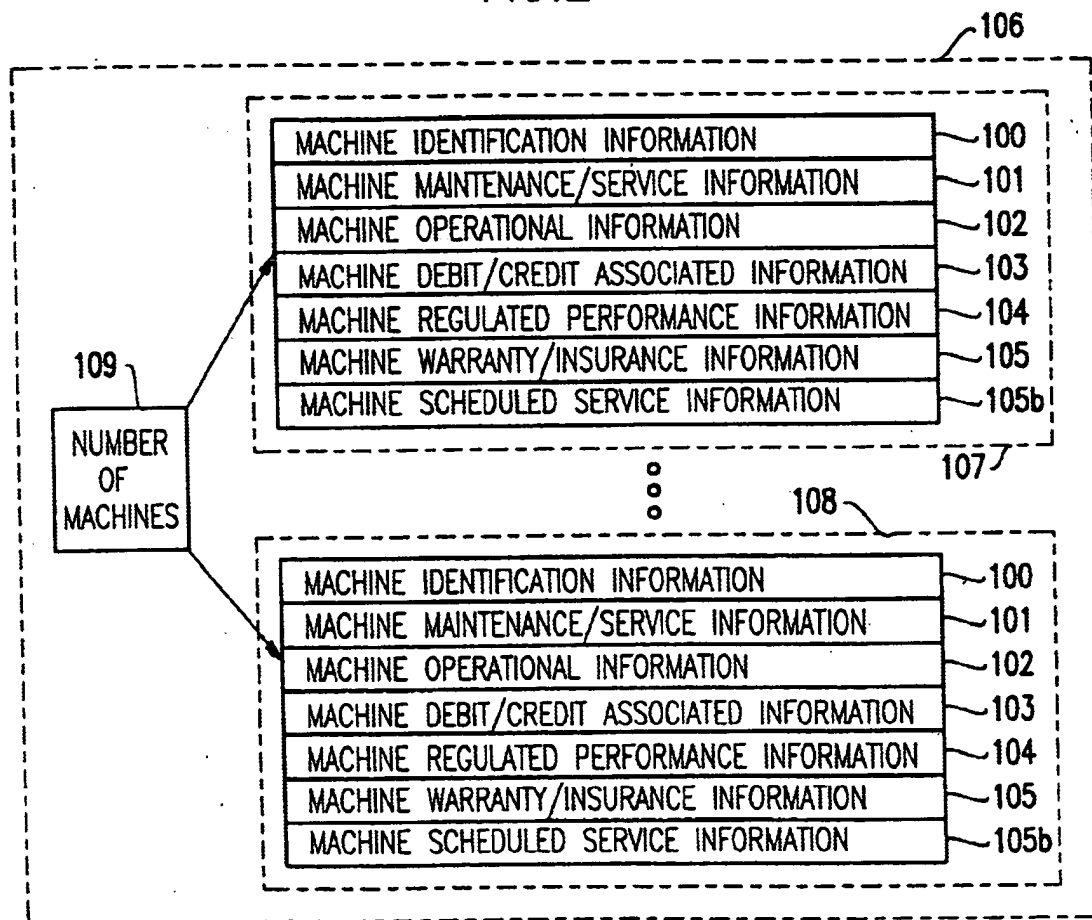 106
MACHINE IDENTIFICATION INFORMATION 100
MACHINE MAINTENANCE/SERVICE INFORMATION 101
MACHINE OPERATIONAL INFORMATION 102
MACHINE DEBIT/CREDIT ASSOCIATED INFORMATION 103
MACHINE REGULATED PERFORMANCE INFORMATION 104
MACHINE WARRANTY/INSURANCE INFORMATION 105
MACHINE SCHEDULED SERVICE INFORMATION 105b
107
109
NUMBER
OF
MACHINES
108
MACHINE IDENTIFICATION INFORMATION 100
MACHINE MAINTENANCE/SERVICE INFORMATION 101
MACHINE OPERATIONAL INFORMATION 102
MACHINE DEBIT/CREDIT ASSOCIATED INFORMATION 103
MACHINE REGULATED PERFORMANCE INFORMATION 104
MACHINE WARRANTY/INSURANCE INFORMATION 105
MACHINE SCHEDULED SERVICE INFORMATION 105b